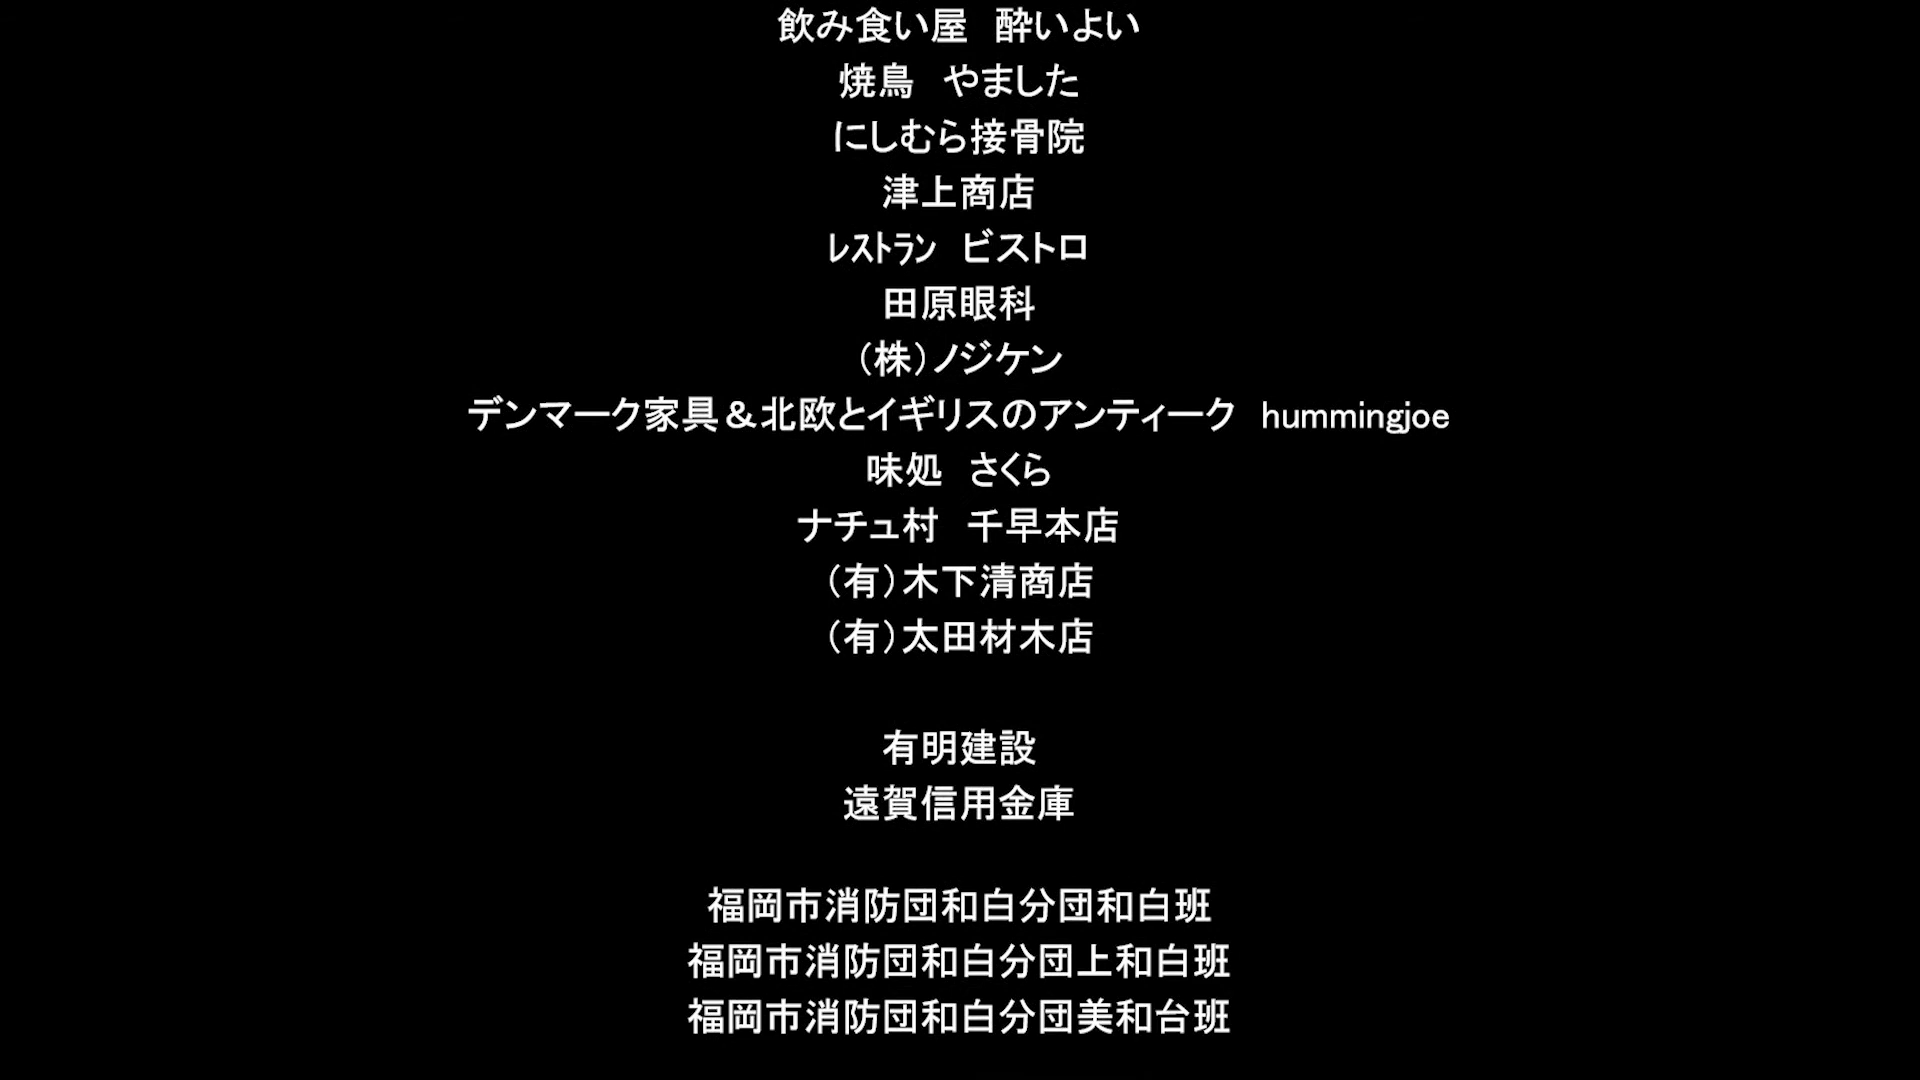 飲み食い屋　酔いよい
焼鳥　やました
にしむら接骨院
津上商店
ﾚｽﾄﾗﾝ　ビストロ
田原眼科
（株）ノジケン
デンマーク家具＆北欧とイギリスのアンティーク　hummingjoe
味処　さくら
ナチュ村　千早本店
（有）木下清商店
（有）太田材木店
有明建設
遠賀信用金庫
福岡市消防団和白分団和白班
福岡市消防団和白分団上和白班
福岡市消防団和白分団美和台班